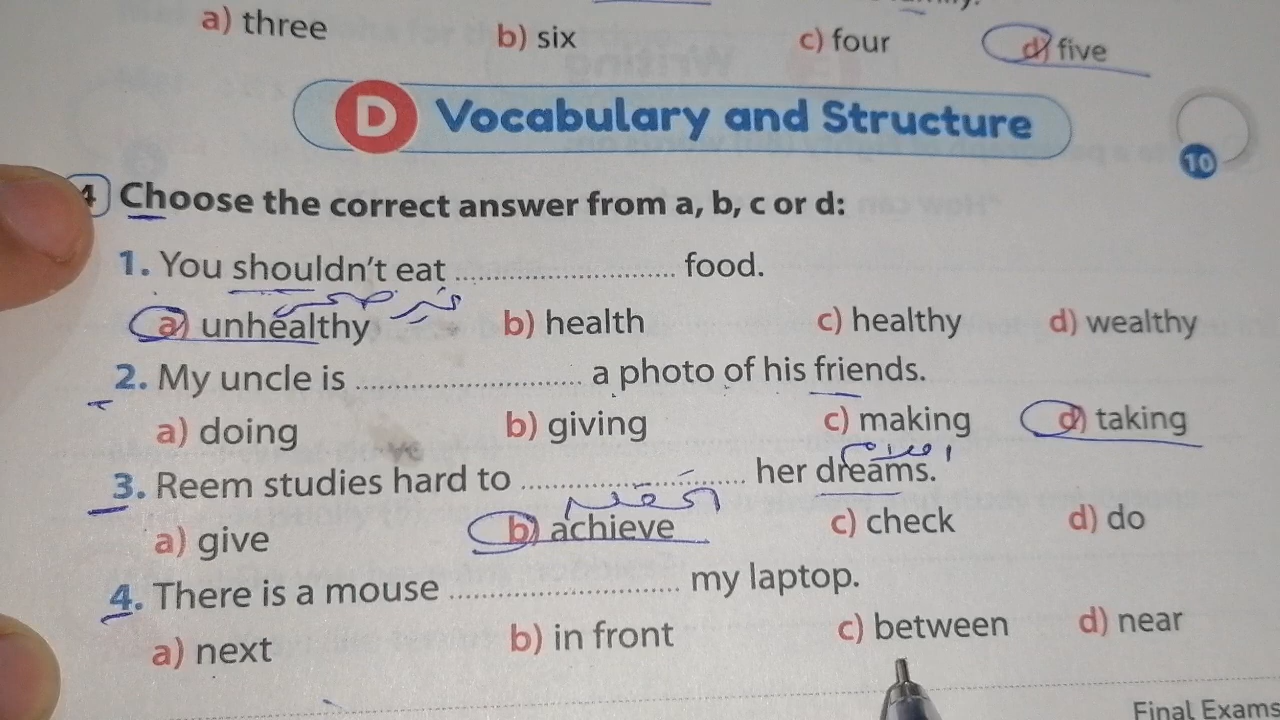 a) three b) six c) four d) five
D Vocabulary and Structure
10
4 Choose the correct answer from a, b, c or d:
1. You shouldn't eat ............................ food.
a) unhealthy b) health c) healthy d) wealthy
2. My uncle is ............................ a photo of his friends.
a) doing b) giving c) making d) taking
3. Reem studies hard to ............................ her dreams.
a) give b) achieve c) check d) do
4. There is a mouse ............................ my laptop.
a) next b) in front c) between d) near
Final Exams